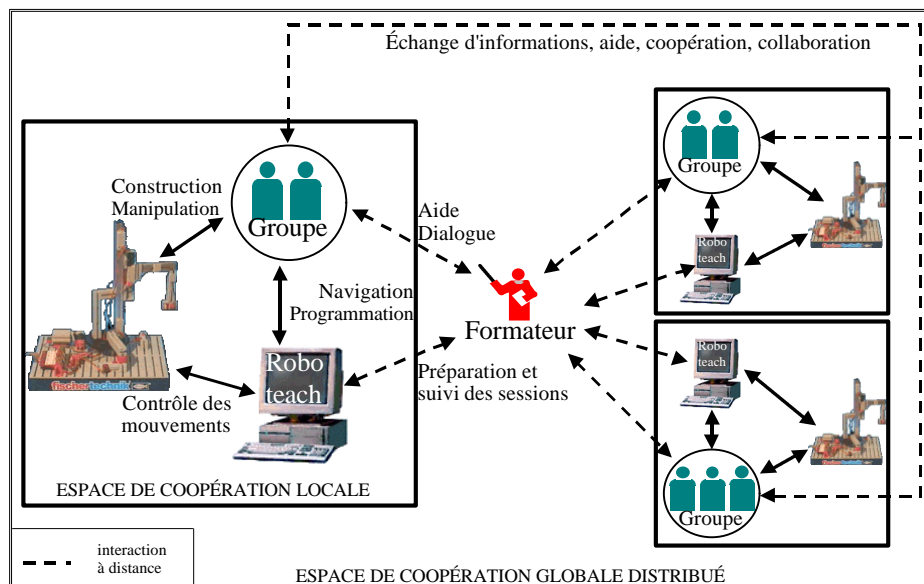 Échange d'informations, aide, coopération, collaboration
Construction
Manipulation
Groupe
Aide
Dialogue
Navigation
Programmation
Formateur
fischertechnik
Contrôle des
mouvements
Robo
teach
Préparation et
suivi des sessions
ESPACE DE COOPÉRATION LOCALE
Groupe
Robo
teach
Robo
teach
Groupe
interaction
à distance
ESPACE DE COOPÉRATION GLOBALE DISTRIBUÉ